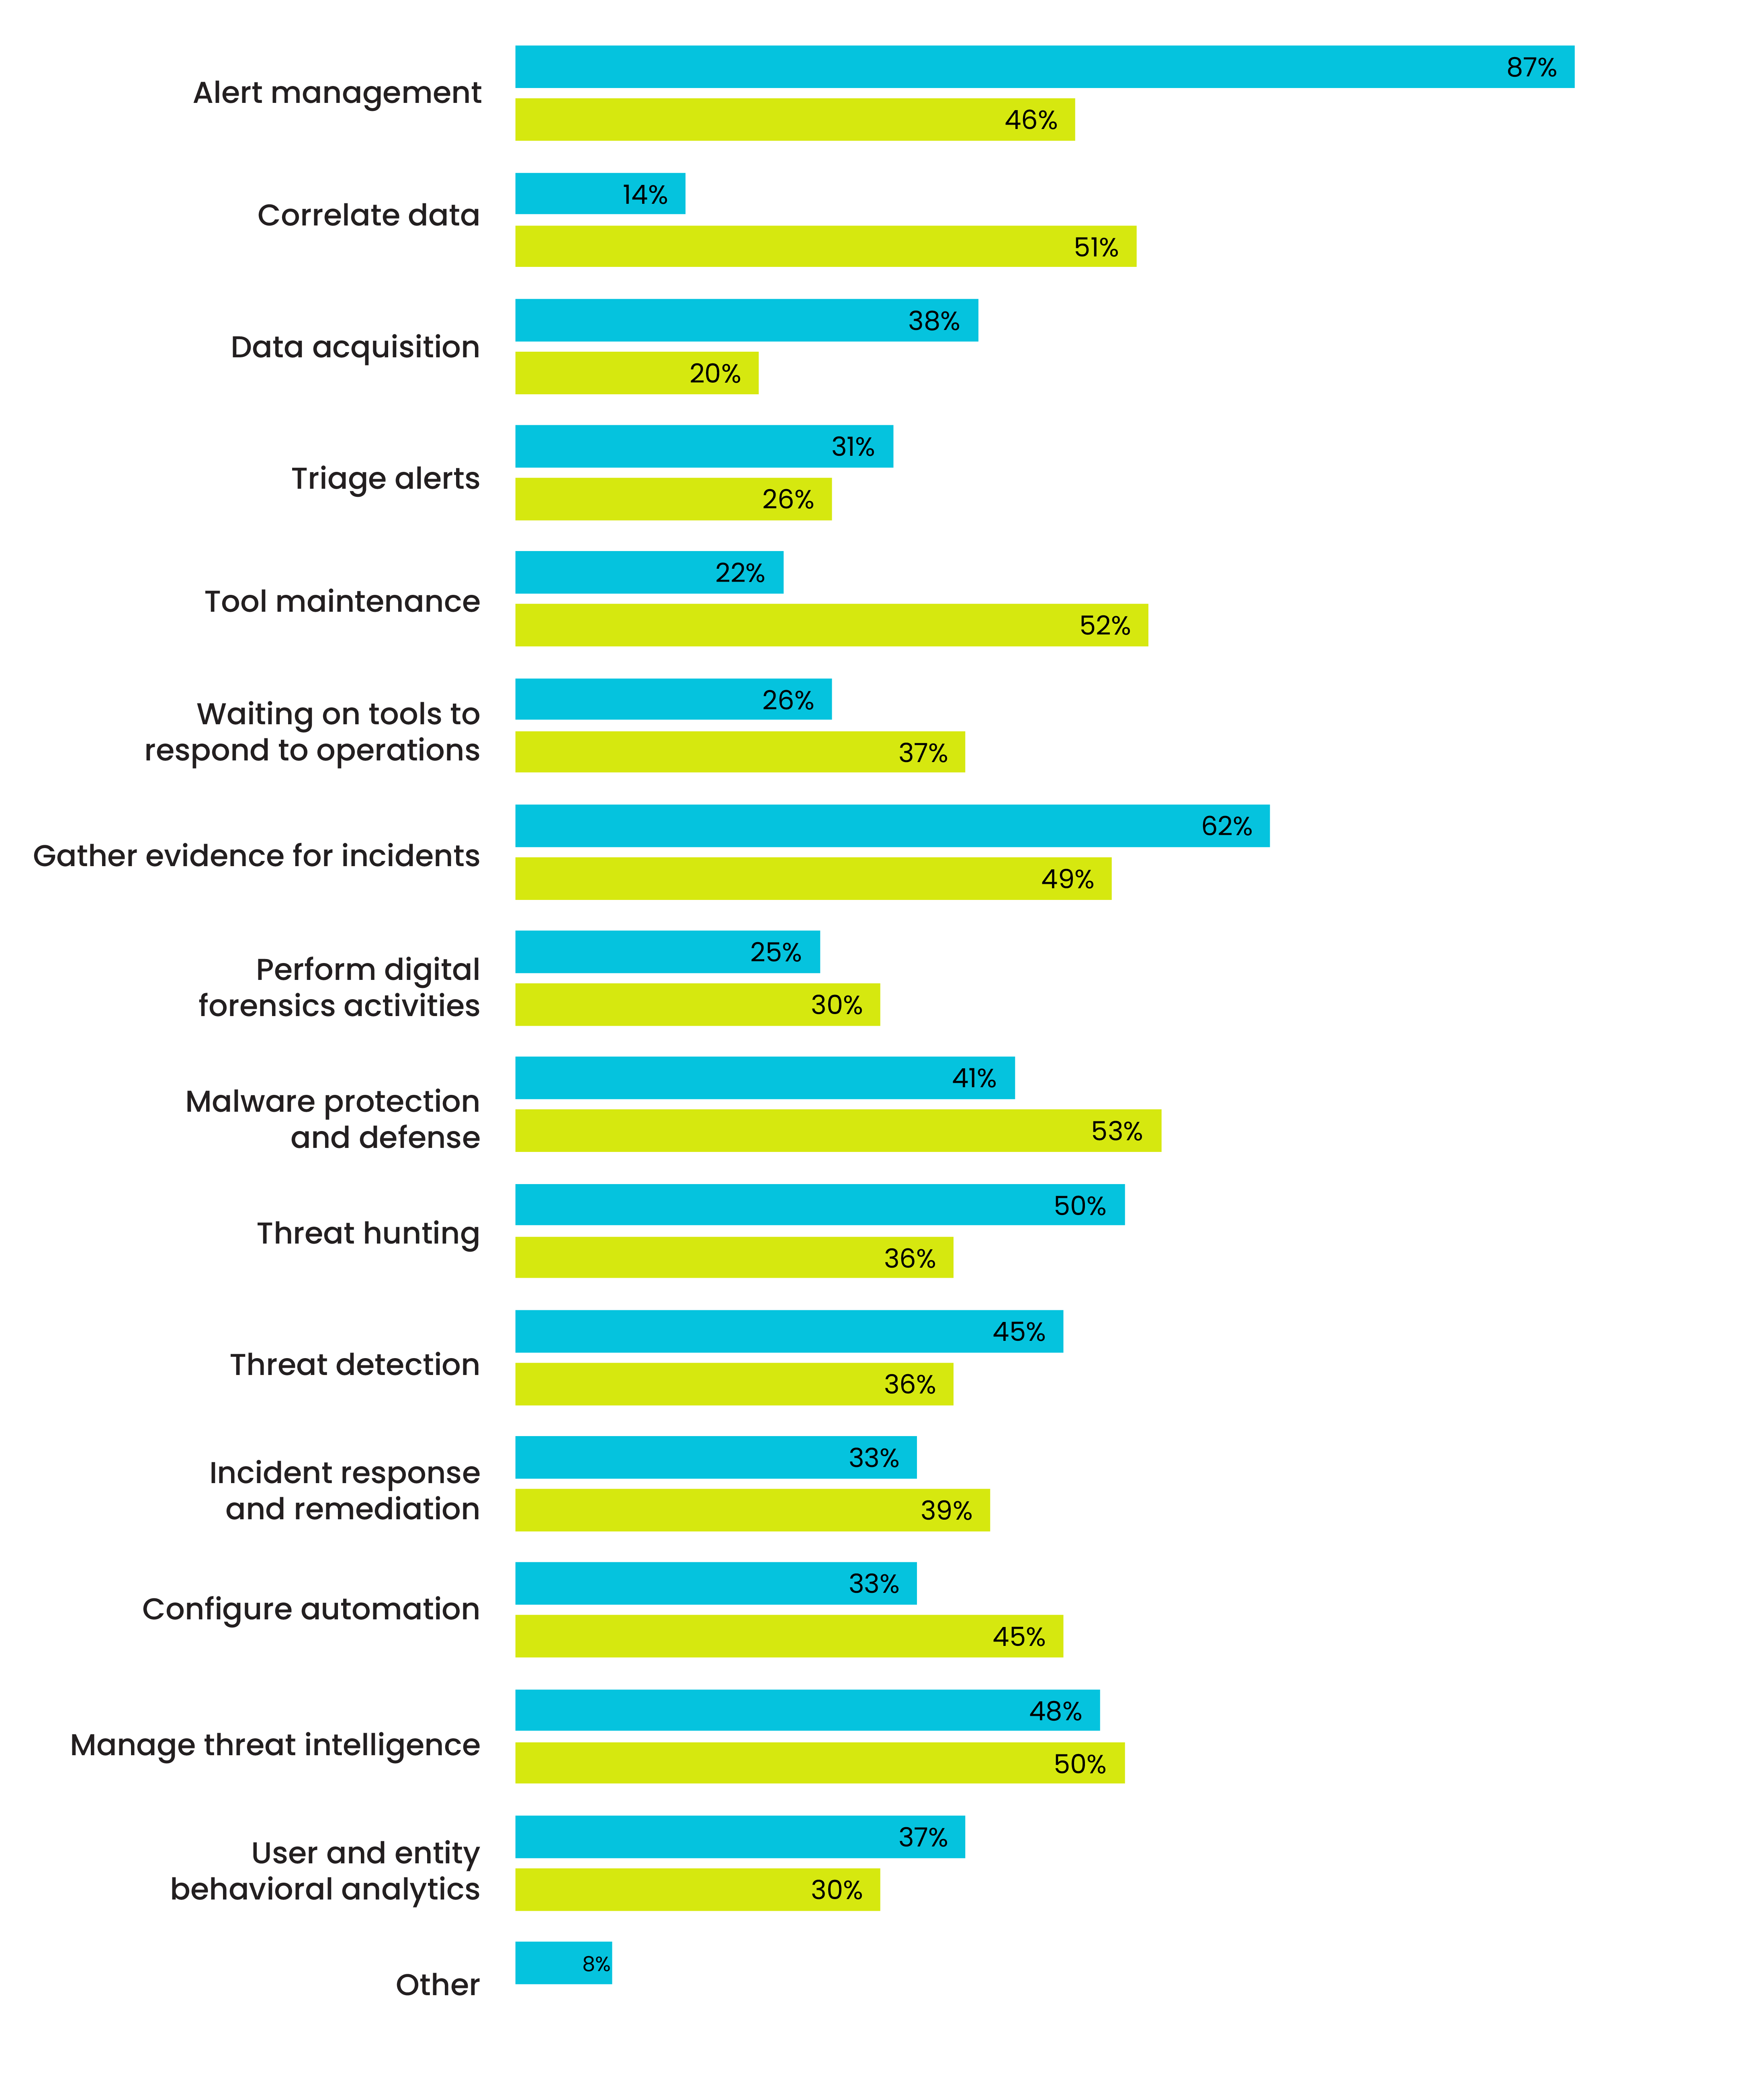 87%
Alert management
46%
14%
Correlate data
51%
38%
Data acquisition
20%
31%
Triage alerts
26%
22%
Tool maintenance
52%
26%
Waiting on tools to
respond to operations
37%
62%
Gather evidence for incidents
49%
25%
Perform digital
forensics activities
30%
41%
Malware protection
and defense
53%
50%
Threat hunting
36%
45%
Threat detection
36%
33%
Incident response
and remediation
39%
33%
Configure automation
45%
48%
Manage threat intelligence
50%
37%
User and entity
behavioral analytics
30%
8%
Other